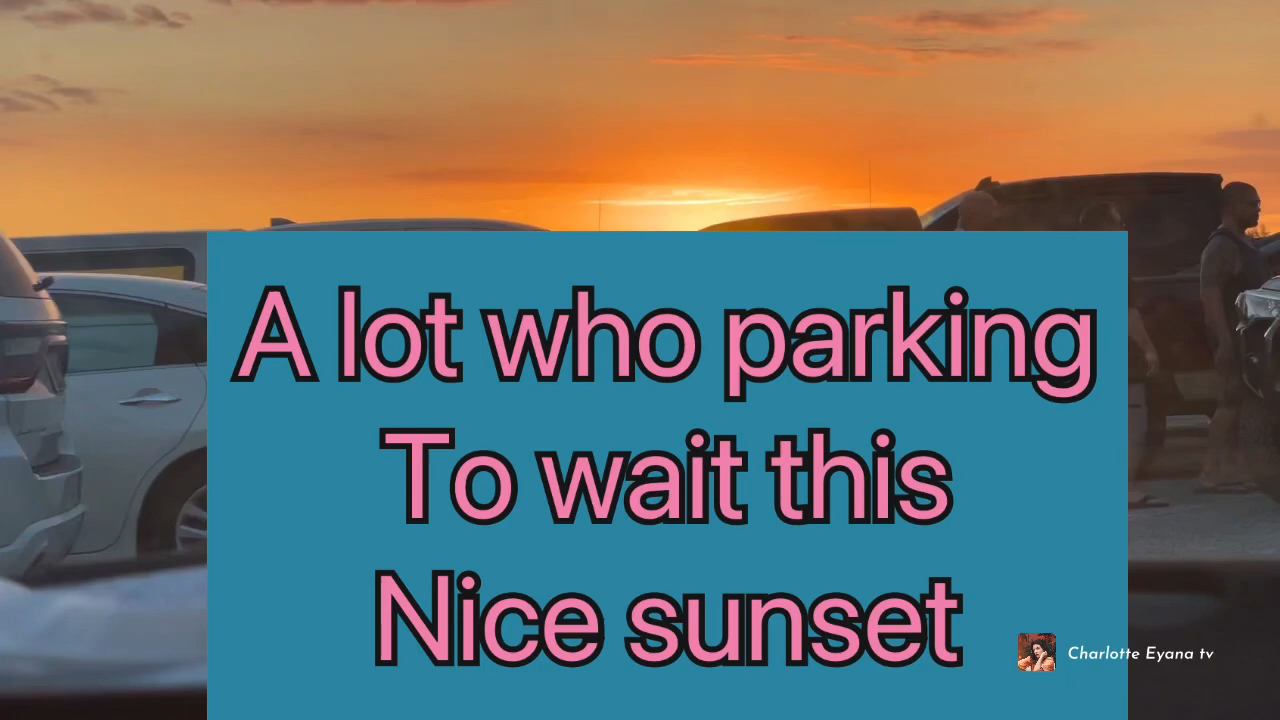 A lot who parking
To wait this
Nice sunset
Charlotte Eyana tv